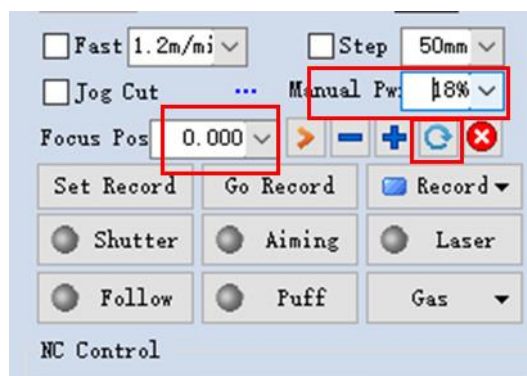 Fast 1.2m/mi Step 50mm
Jog Cut ... Manual Pw: 18%
Focus Pos 0.000
Set Record Go Record Record
Shutter Aiming Laser
Follow Puff Gas
NC Control